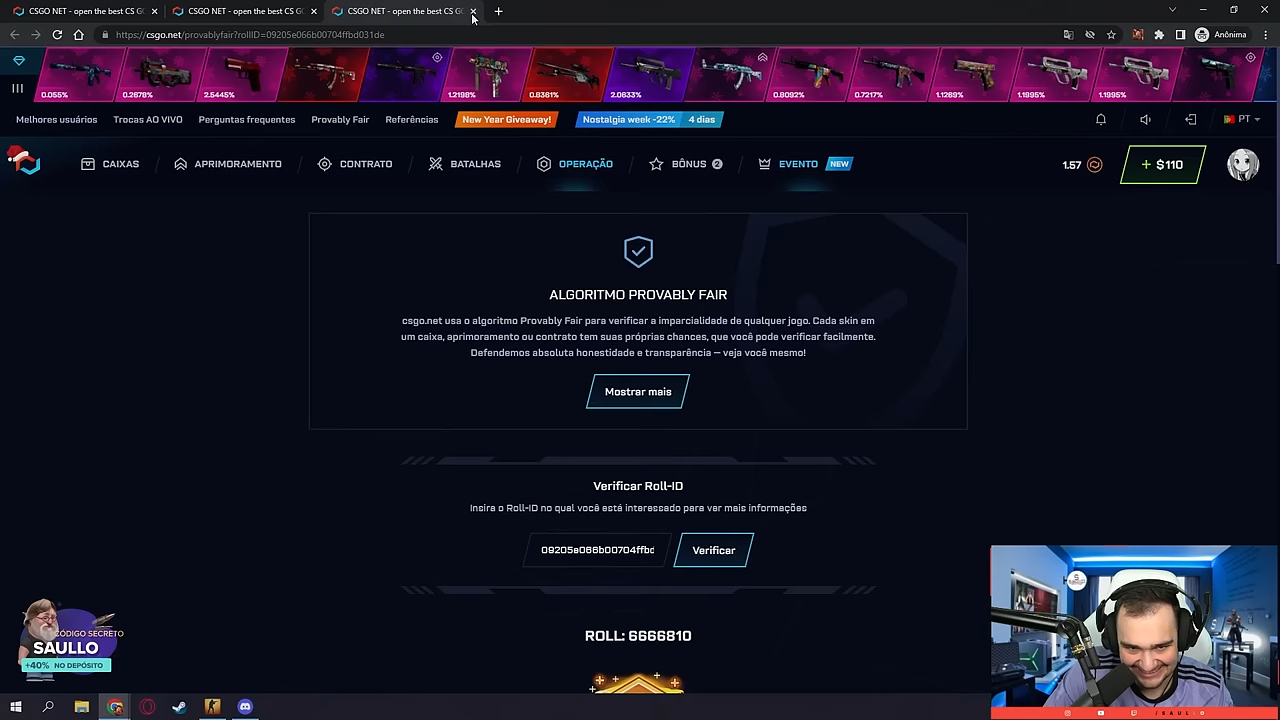 CSGO NET - open the best CS G
CSGO NET - open the best CS G
CSGO NET - open the best CS GO
https://csgo.net/provablyfair?rollID=09205e066b00704ffbd031de
Anônima
0.055%
0.2678%
2.5445%
1.2198%
0.8361%
2.0633%
0.8092%
0.7217%
1.1269%
1.1995%
1.1995%
Melhores usuários
Trocas AO VIVO
Perguntas frequentes
Provably Fair
Referências
New Year Giveaway!
Nostalgia week -22%
4 dias
PT
CAIXAS
APRIMORAMENTO
CONTRATO
BATALHAS
OPERAÇÃO
BÔNUS 2
EVENTO NEW
1.57
+ $110
ALGORITMO PROVABLY FAIR
csgo.net usa o algoritmo Provably Fair para verificar a imparcialidade de qualquer jogo. Cada skin em
um caixa, aprimoramento ou contrato tem suas próprias chances, que você pode verificar facilmente.
Defendemos absoluta honestidade e transparência – veja você mesmo!
Mostrar mais
Verificar Roll-ID
Insira o Roll-ID no qual você está interessado para ver mais informações
09205e066b00704ffbd
Verificar
ROLL: 6666810
CÓDIGO SECRETO
SAULLO
+40% NO DEPÓSITO